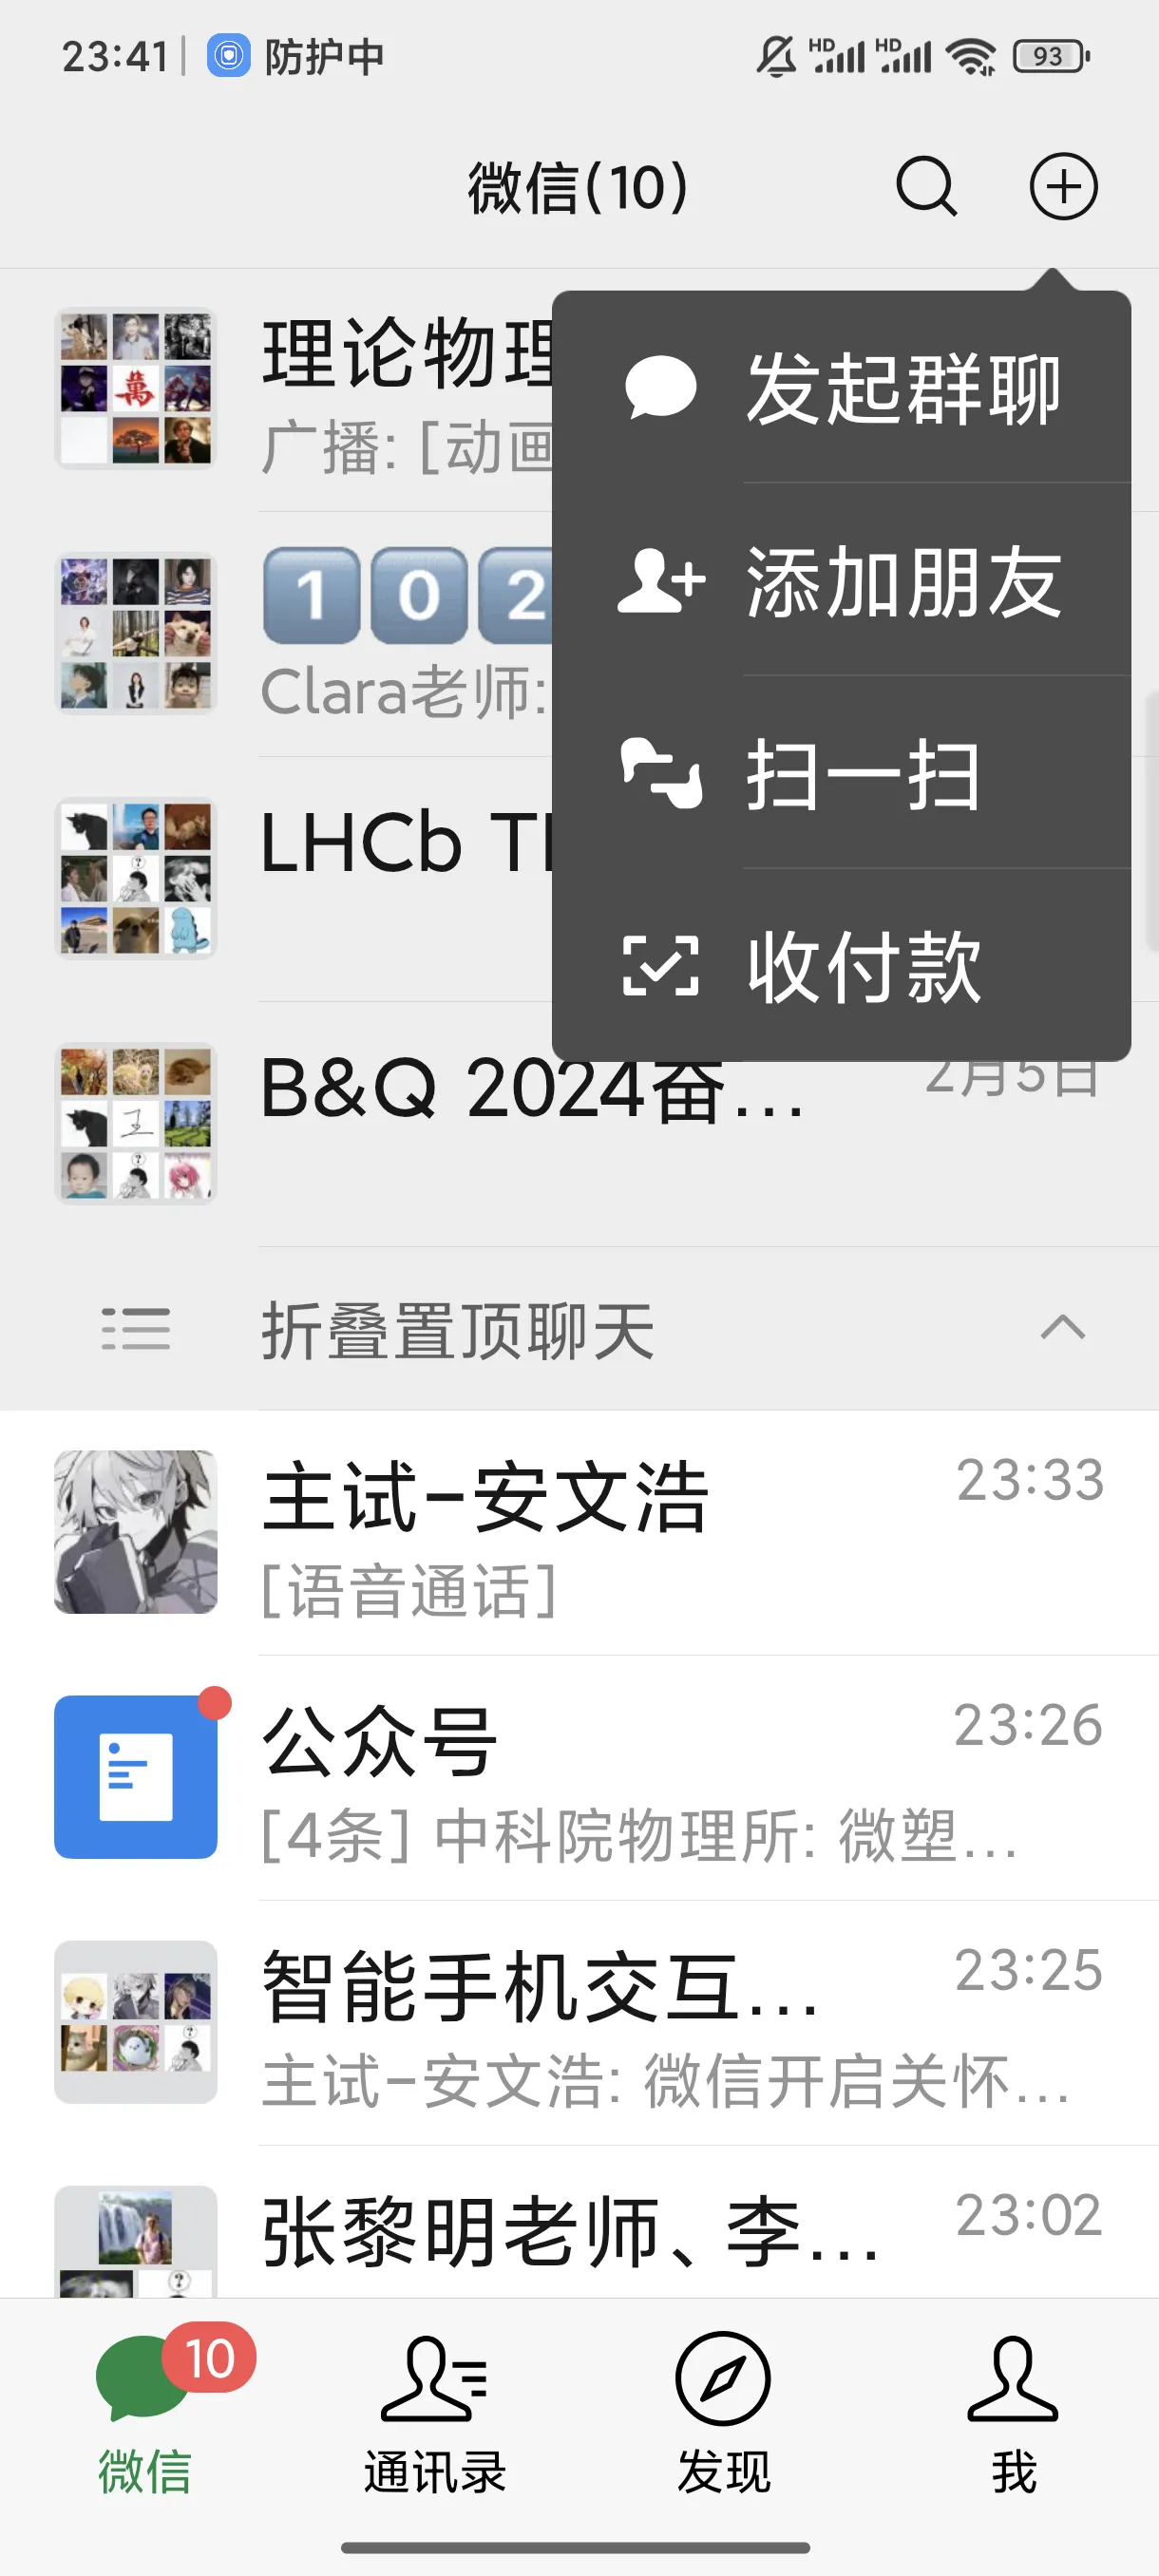 23:41
防护中
HD
HD
93
微信(10)
理论物理
广播: [动画
发起群聊
102
Clara老师:
添加朋友
扫一扫
LHCb
收付款
B&Q 2024奋...
2月5日
折叠置顶聊天
主试-安文浩
23:33
[语音通话]
公众号
23:26
[4条] 中科院物理所: 微塑...
智能手机交互...
23:25
主试-安文浩: 微信开启关怀...
张黎明老师、李...
23:02
10
微信
通讯录
发现
我